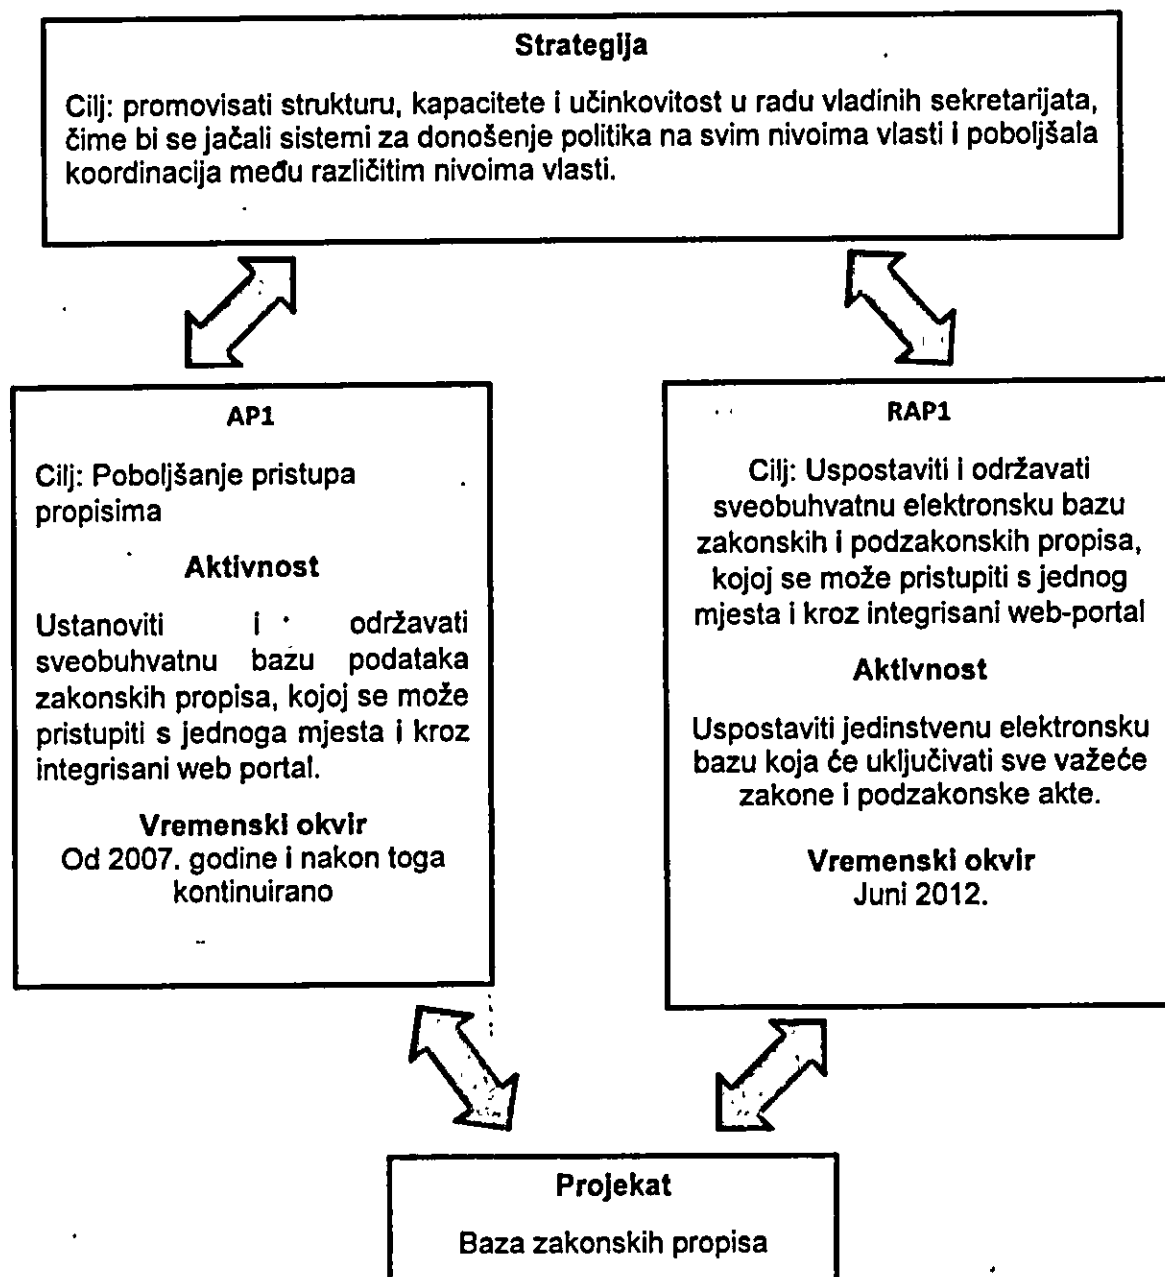 Strategija
Cilj: promovisati strukturu, kapacitete i učinkovitost u radu vladinih sekretarijata,
čime bi se jačali sistemi za donošenje politika na svim nivoima vlasti i poboljšala
koordinacija među različitim nivoima vlasti.
AP1
Cilj: Poboljšanje pristupa
propisima
Aktivnost
Ustanoviti i održavati
sveobuhvatnu bazu podataka
zakonskih propisa, kojoj se može
pristupiti s jednoga mjesta i kroz
integrisani web portal.
Vremenski okvir
Od 2007. godine i nakon toga
kontinuirano
RAP1
Cilj: Uspostaviti i održavati
sveobuhvatnu elektronsku bazu
zakonskih i podzakonskih propisa,
kojoj se može pristupiti s jednog
mjesta i kroz integrisani web-portal
Aktivnost
Uspostaviti jedinstvenu elektronsku
bazu koja će uključivati sve važeće
zakone i podzakonske akte.
Vremenski okvir
Juni 2012.
Projekat
Baza zakonskih propisa